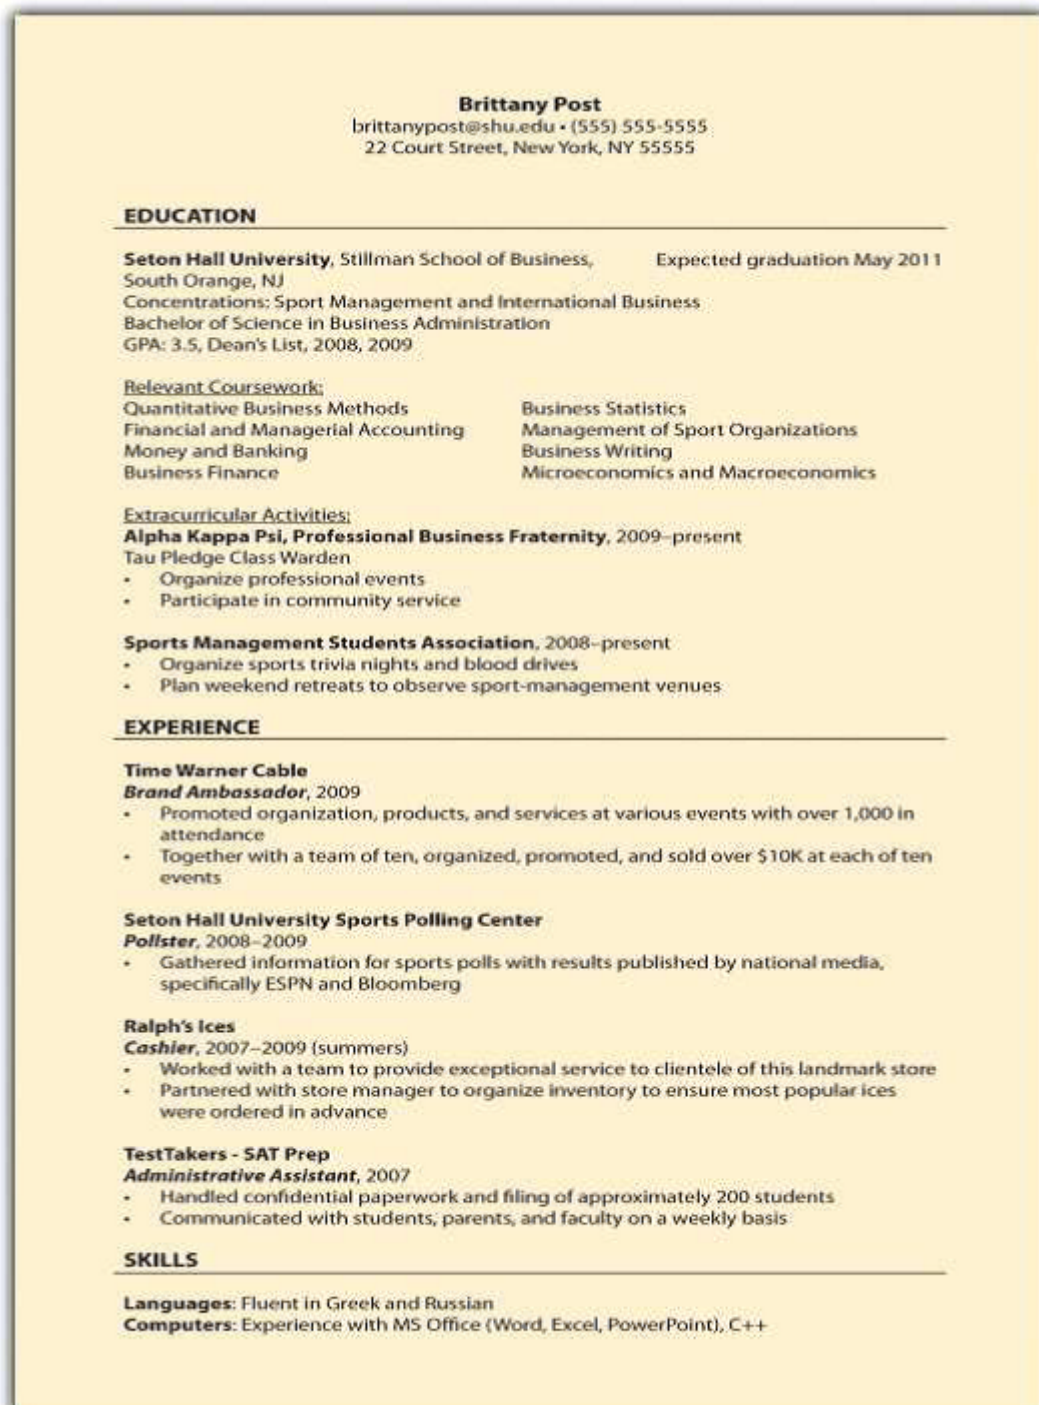 Brittany Post
brittanypost@shu.edu • (555) 555-5555
22 Court Street, New York, NY 55555
EDUCATION
Seton Hall University, Stillman School of Business, Expected graduation May 2011
South Orange, NJ
Concentrations: Sport Management and International Business
Bachelor of Science in Business Administration
GPA: 3.5, Dean's List, 2008, 2009
Relevant Coursework:
Quantitative Business Methods Business Statistics
Financial and Managerial Accounting Management of Sport Organizations
Money and Banking Business Writing
Business Finance Microeconomics and Macroeconomics
Extracurricular Activities:
Alpha Kappa Psi, Professional Business Fraternity, 2009–present
Tau Pledge Class Warden
• Organize professional events
• Participate in community service
Sports Management Students Association, 2008–present
• Organize sports trivia nights and blood drives
• Plan weekend retreats to observe sport-management venues
EXPERIENCE
Time Warner Cable
Brand Ambassador, 2009
• Promoted organization, products, and services at various events with over 1,000 in
attendance
• Together with a team of ten, organized, promoted, and sold over $10K at each of ten
events
Seton Hall University Sports Polling Center
Pollster, 2008–2009
• Gathered information for sports polls with results published by national media,
specifically ESPN and Bloomberg
Ralph's Ices
Cashier, 2007–2009 (summers)
• Worked with a team to provide exceptional service to clientele of this landmark store
• Partnered with store manager to organize inventory to ensure most popular ices
were ordered in advance
TestTakers - SAT Prep
Administrative Assistant, 2007
• Handled confidential paperwork and filing of approximately 200 students
• Communicated with students, parents, and faculty on a weekly basis
SKILLS
Languages: Fluent in Greek and Russian
Computers: Experience with MS Office (Word, Excel, PowerPoint), C++